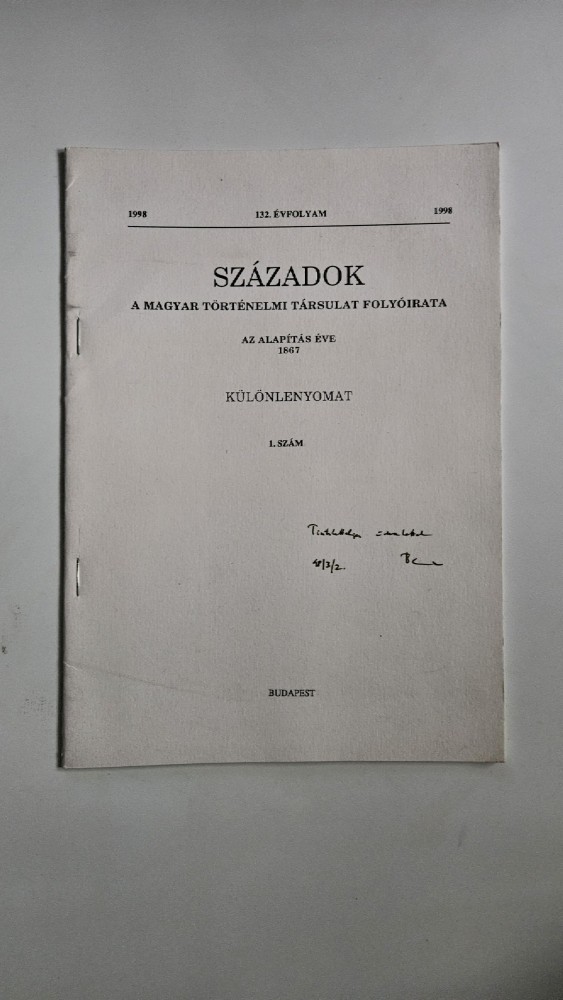 1998 132. ÉVFOLYAM 1998
SZÁZADOK
A MAGYAR TÖRTÉNELMI TÁRSULAT FOLYÓIRATA
AZ ALAPÍTÁS ÉVE
1867
KÜLÖNLENYOMAT
1. SZÁM
BUDAPEST